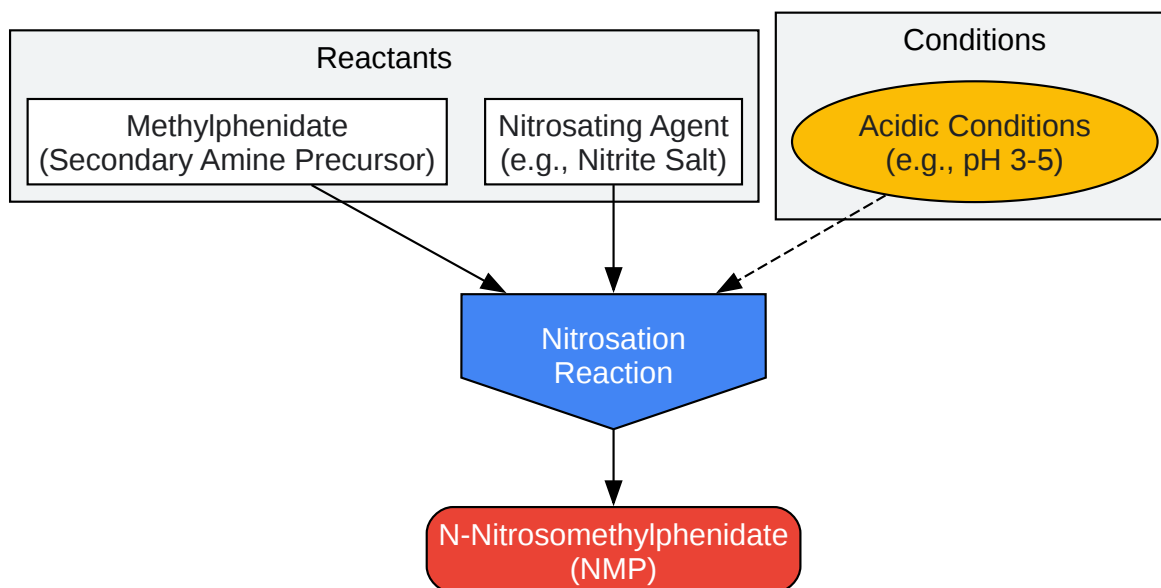 Reactants
Methylphenidate
(Secondary Amine Precursor)
Nitrosating Agent
(e.g., Nitrite Salt)
Conditions
Acidic Conditions
(e.g., pH 3-5)
Nitrosation
Reaction
N-Nitrosomethylphenidate
(NMP)